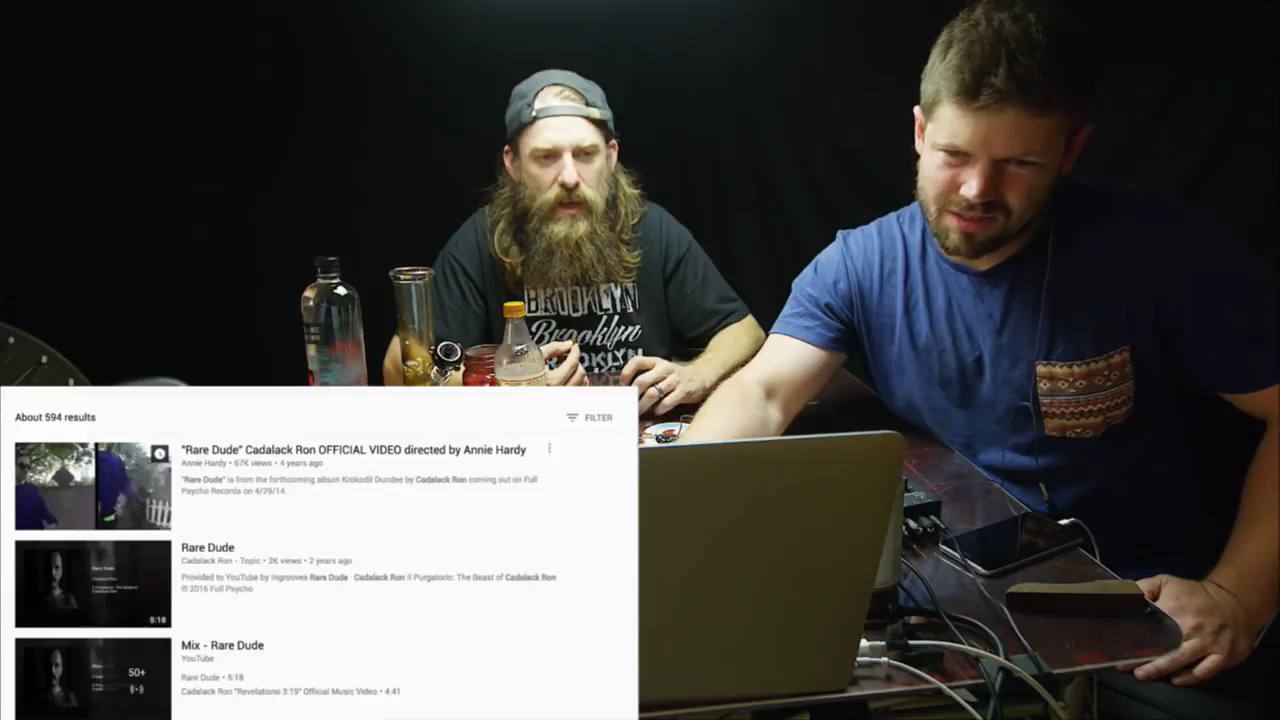 BROOKLYN
Brooklyn
BROOKLYN
About 594 results
FILTER
"Rare Dude" Cadalack Ron OFFICIAL VIDEO directed by Annie Hardy
Annie Hardy • 67K views • 4 years ago
"Rare Dude" is from the forthcoming album Krokodil Dundee by Cadalack Ron coming out on Full
Psycho Records on 4/29/14.
Rare Dude
Cadalack Ron - Topic • 2K views • 2 years ago
Provided to YouTube by Ingrooves Rare Dude · Cadalack Ron Il Purgatorio: The Beast of Cadalack Ron
℗ 2016 Full Psycho
5:18
Mix - Rare Dude
YouTube
50+
Rare Dude • 5:18
Cadalack Ron "Revelations 3:19" Official Music Video • 4:41